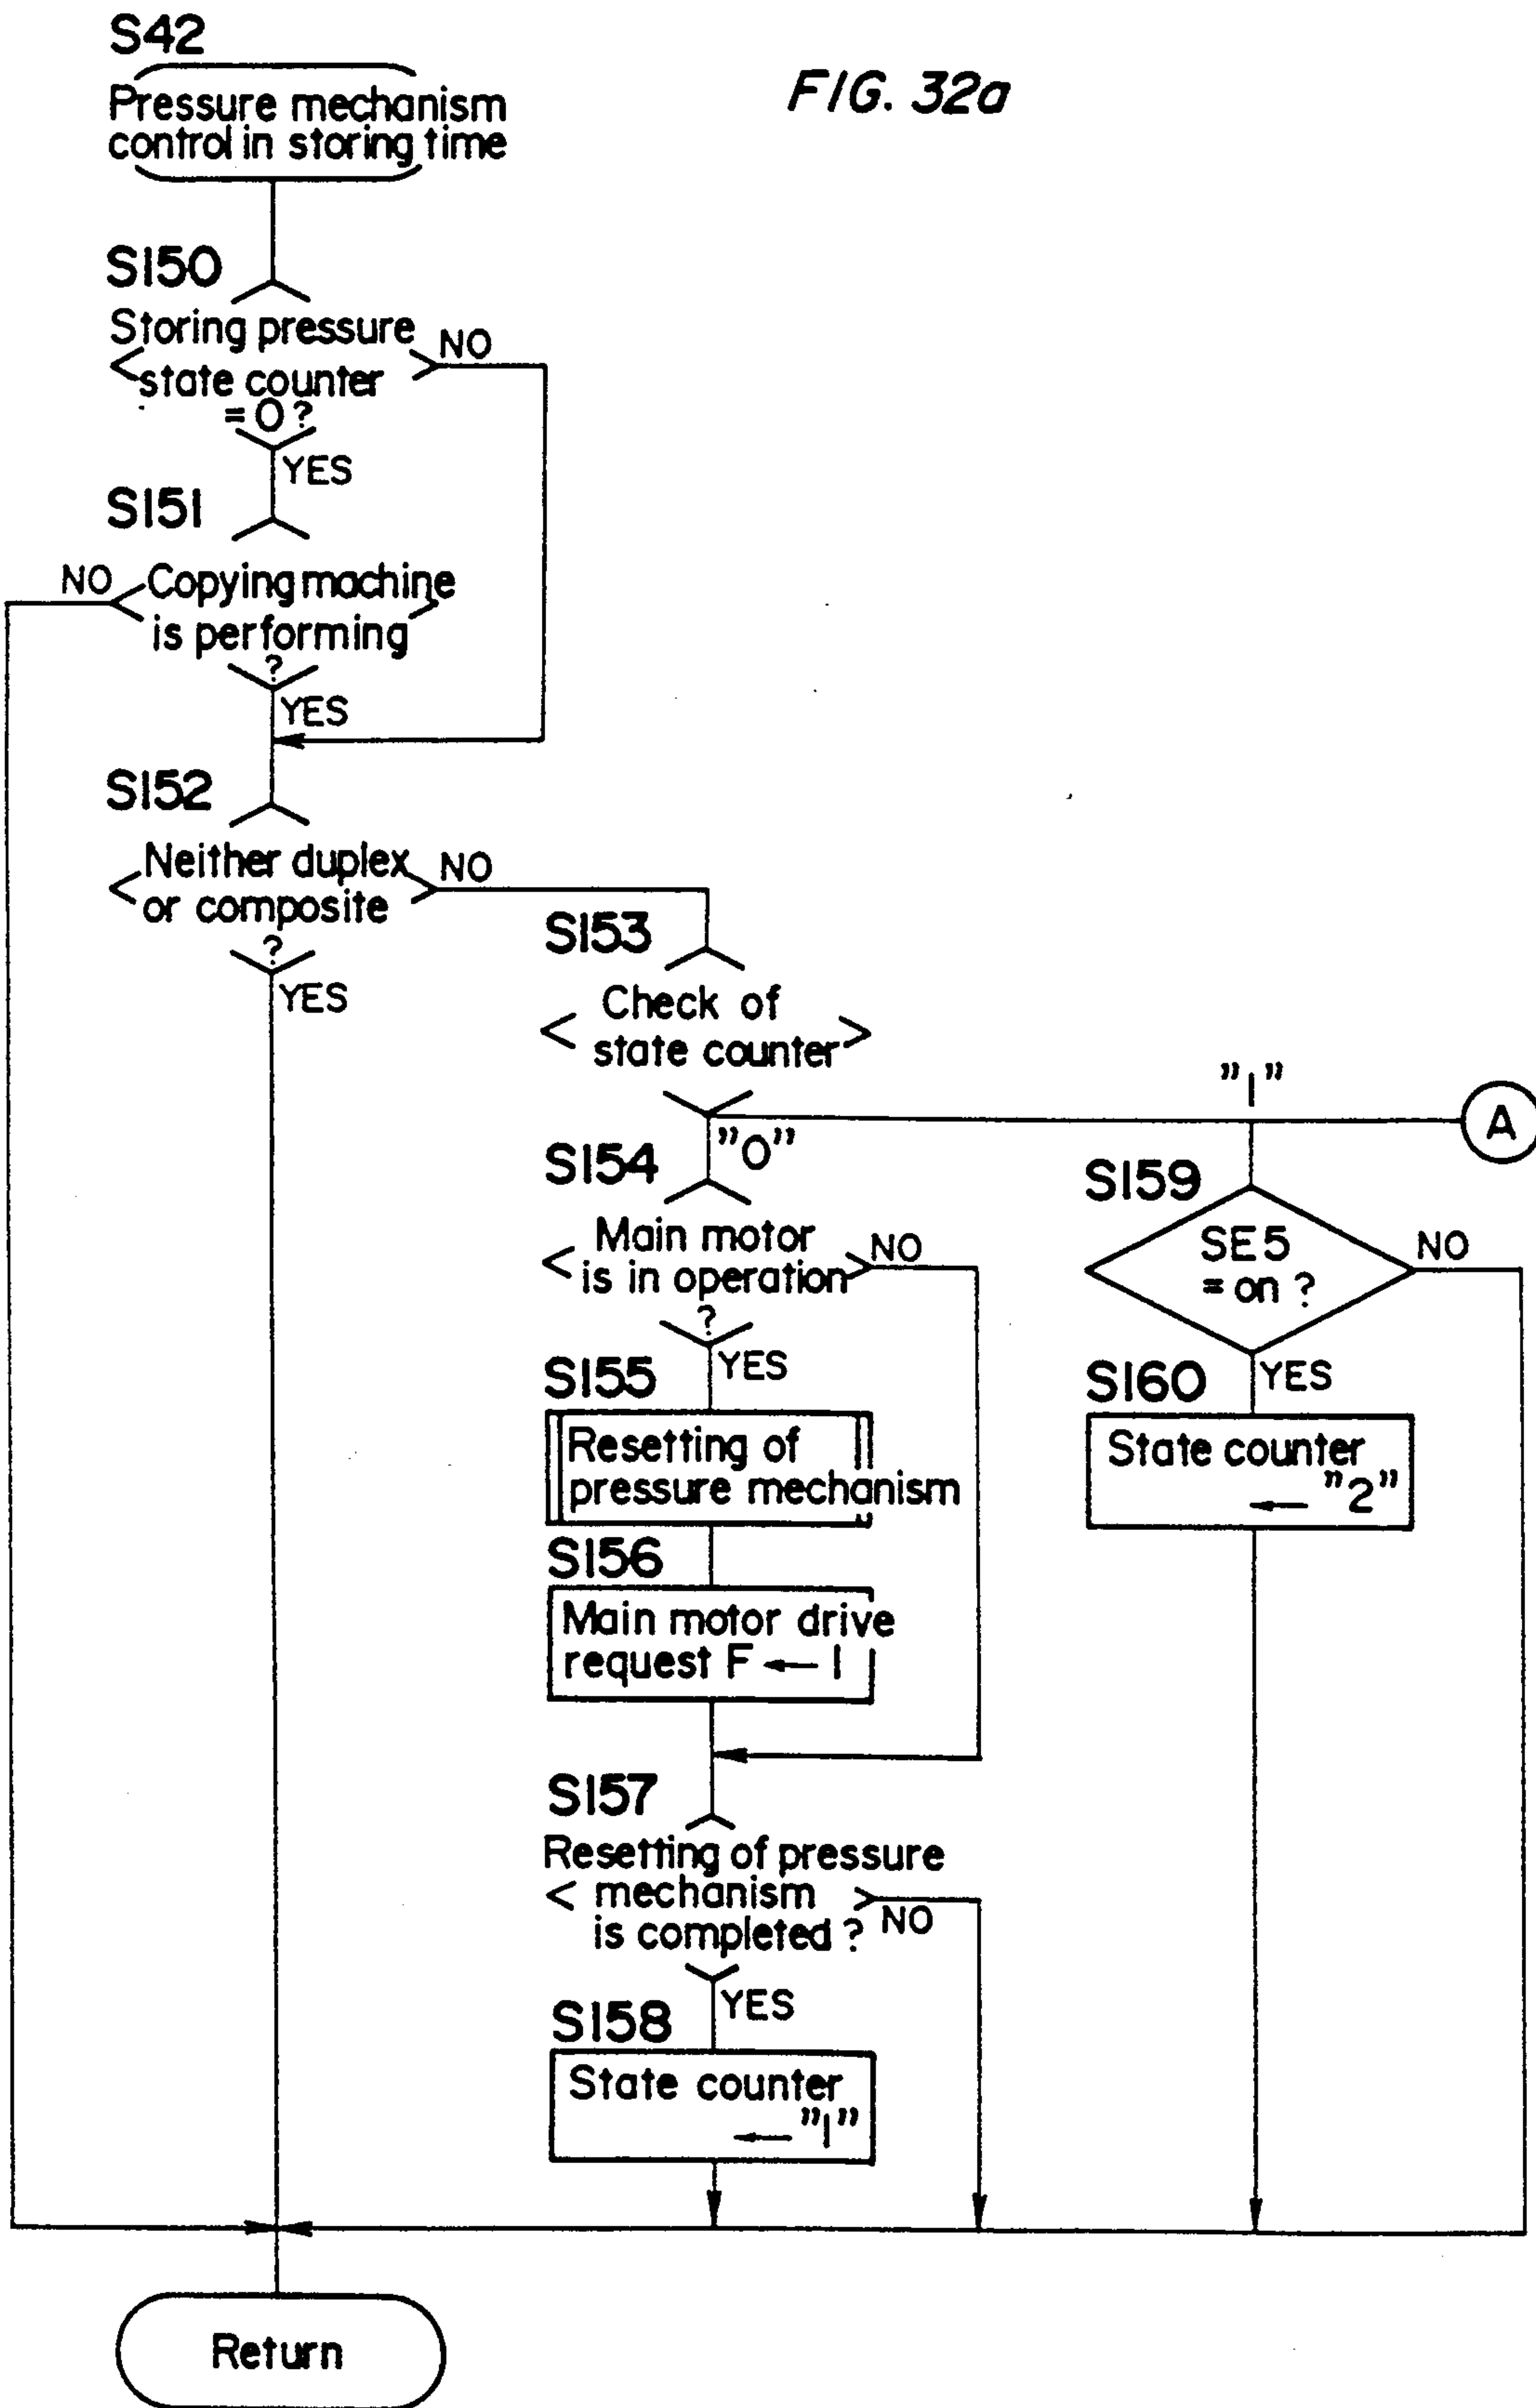 S42
FIG. 32a
Pressure mechanism
control in storing time
S150
Storing pressure
state counter
= 0 ?
NO
YES
S151
NO
Copying machine
is performing
?
YES
S152
Neither duplex
or composite
?
NO
YES
S153
Check of
state counter
"0"
"1"
A
S154
Main motor
is in operation
?
NO
YES
S155
Resetting of
pressure mechanism
S156
Main motor drive
request F ← 1
S157
Resetting of pressure
mechanism
is completed ?
NO
YES
S158
State counter
← "1"
S159
SE5
= on ?
NO
YES
S160
State counter
← "2"
Return